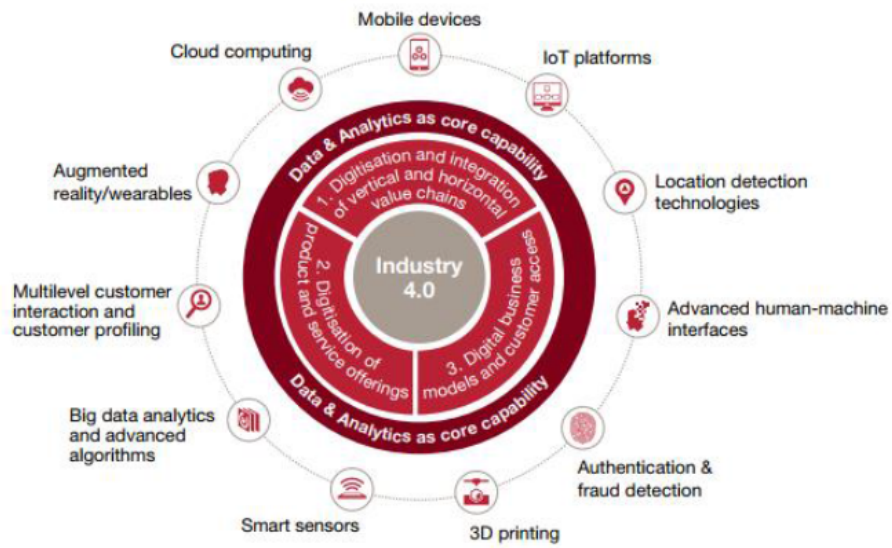 Mobile devices
Cloud computing
IoT platforms
Augmented
reality/wearables
Location detection
technologies
Multilevel customer
interaction and
customer profiling
Advanced human-machine
interfaces
Big data analytics
and advanced
algorithms
Authentication &
fraud detection
Smart sensors
3D printing
Data & Analytics as core capability
1. Digitisation and integration
of vertical and horizontal
value chains
Industry
4.0
2. Digitisation of
product and service offerings
3. Digital business
models and customer access
Data & Analytics as core capability